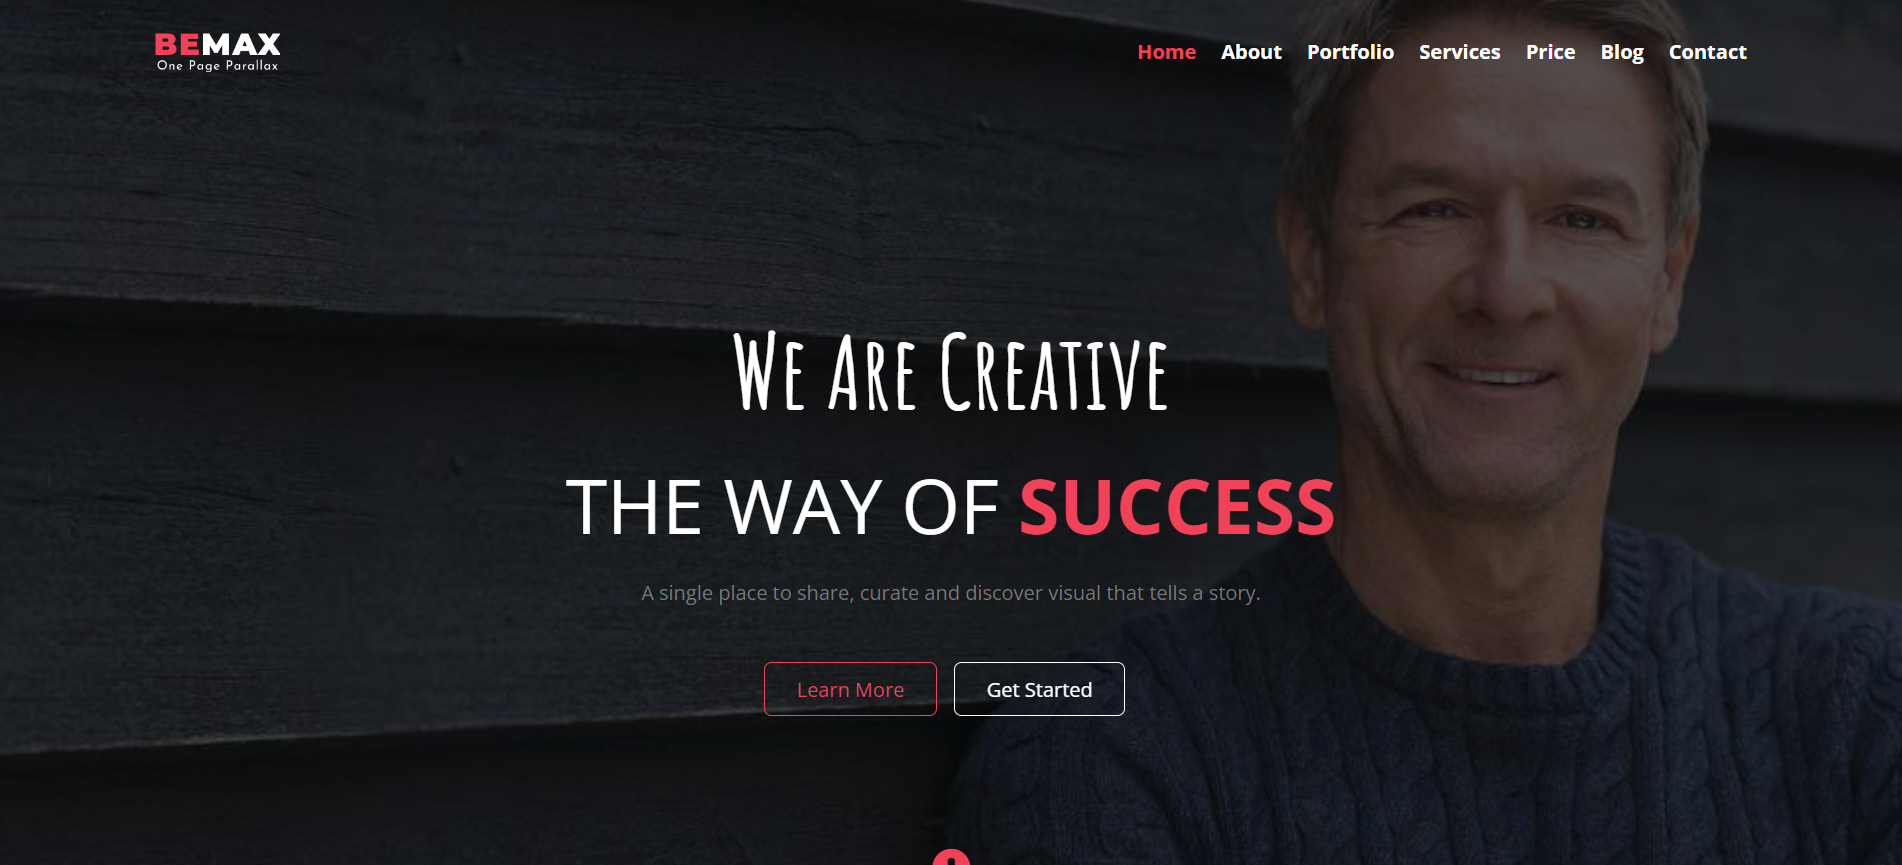 BEMAX
One Page Parallax
Home About Portfolio Services Price Blog Contact
We Are Creative
THE WAY OF SUCCESS
A single place to share, curate and discover visual that tells a story.
Learn More Get Started